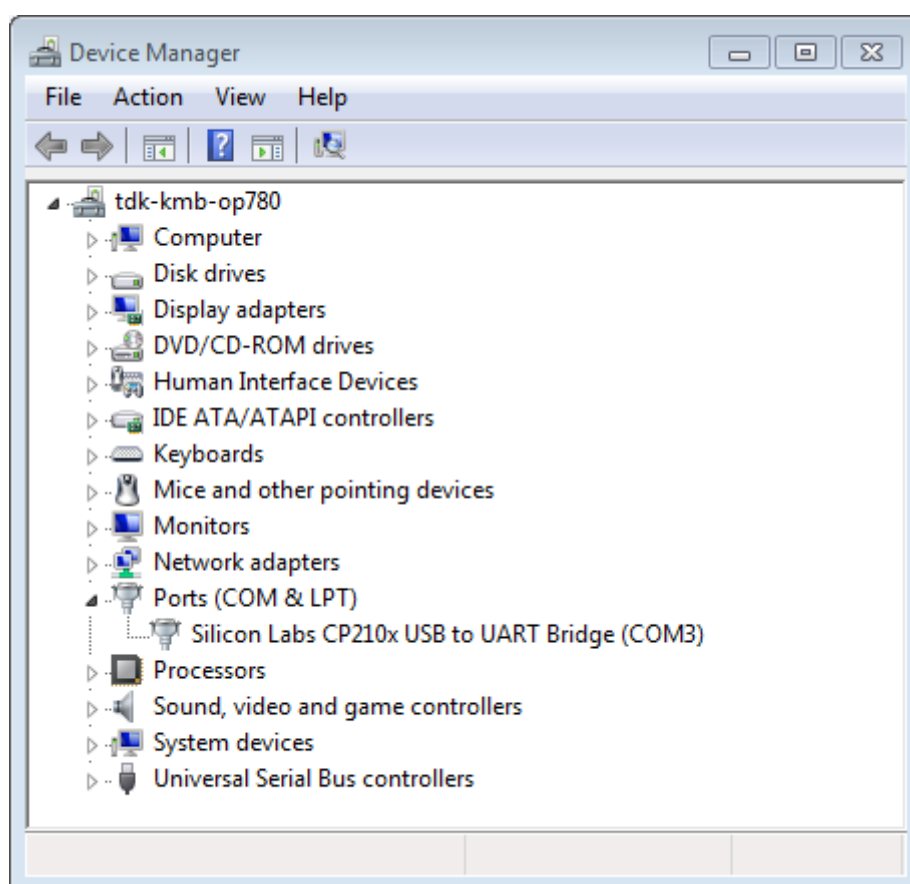 Device Manager
File Action View Help
tdk-kmb-op780
Computer
Disk drives
Display adapters
DVD/CD-ROM drives
Human Interface Devices
IDE ATA/ATAPI controllers
Keyboards
Mice and other pointing devices
Monitors
Network adapters
Ports (COM & LPT)
Silicon Labs CP210x USB to UART Bridge (COM3)
Processors
Sound, video and game controllers
System devices
Universal Serial Bus controllers